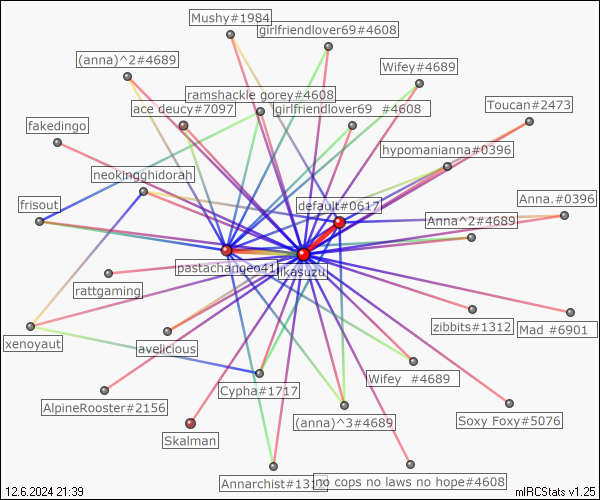 Mushy#1984
girlfriendlover69#4608
(anna)^2#4689
Wifey#4689
ramshackle gorey#4608
ace deucy#7097
girlfriendlover69 #4608
Toucan#2473
fakedingo
hypomanianna#0396
neokingghidorah
default#0617
Anna.#0396
frisout
Anna^2#4689
pastachangeo41
likasuzu
rattgaming
zibbits#1312
Mad #6901
xenoyaut
avelicious
Cypha#1717
Wifey #4689
AlpineRooster#2156
(anna)^3#4689
Soxy Foxy#5076
Skalman
Annarchist#131
no cops no laws no hope#4608
12.6.2024 21:39
mIRCStats v1.25